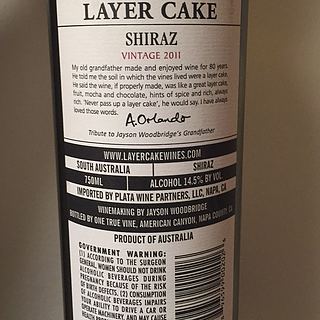 LAYER CAKE
SHIRAZ
VINTAGE 2011
My old grandfather made and enjoyed wine for 80 years.
He told me the soil in which the vines lived were a layer cake.
He said the wine, if properly made, was like a great layer cake,
fruit, mocha and chocolate, hints of spice and rich, always
rich. 'Never pass up a layer cake', he would say. I have always
loved those words.
A. Orlando
Tribute to Jayson Woodbridge's Grandfather
WWW.LAYERCAKEWINES.COM
SOUTH AUSTRALIA SHIRAZ
750ML ALCOHOL 14.5% BY VOL.
IMPORTED BY PLATA WINE PARTNERS, LLC, NAPA, CA
WINEMAKING BY JAYSON WOODBRIDGE
BOTTLED BY ONE TRUE VINE, AMERICAN CANYON, NAPA COUNTY CA
PRODUCT OF AUSTRALIA
GOVERNMENT WARNING:
(1) ACCORDING TO THE SURGEON
GENERAL, WOMEN SHOULD NOT DRINK
ALCOHOLIC BEVERAGES DURING
PREGNANCY BECAUSE OF THE RISK
OF BIRTH DEFECTS. (2) CONSUMPTION
OF ALCOHOLIC BEVERAGES IMPAIRS
YOUR ABILITY TO DRIVE A CAR OR
OPERATE MACHINERY, AND MAY CAUSE
HEALTH PROBLEMS